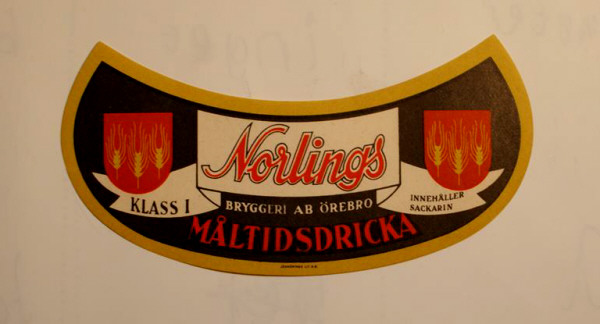 Norlings
BRYGGERI AB ÖREBRO
KLASS I
INNEHÅLLER
SACKARIN
MÅLTIDSDRICKA